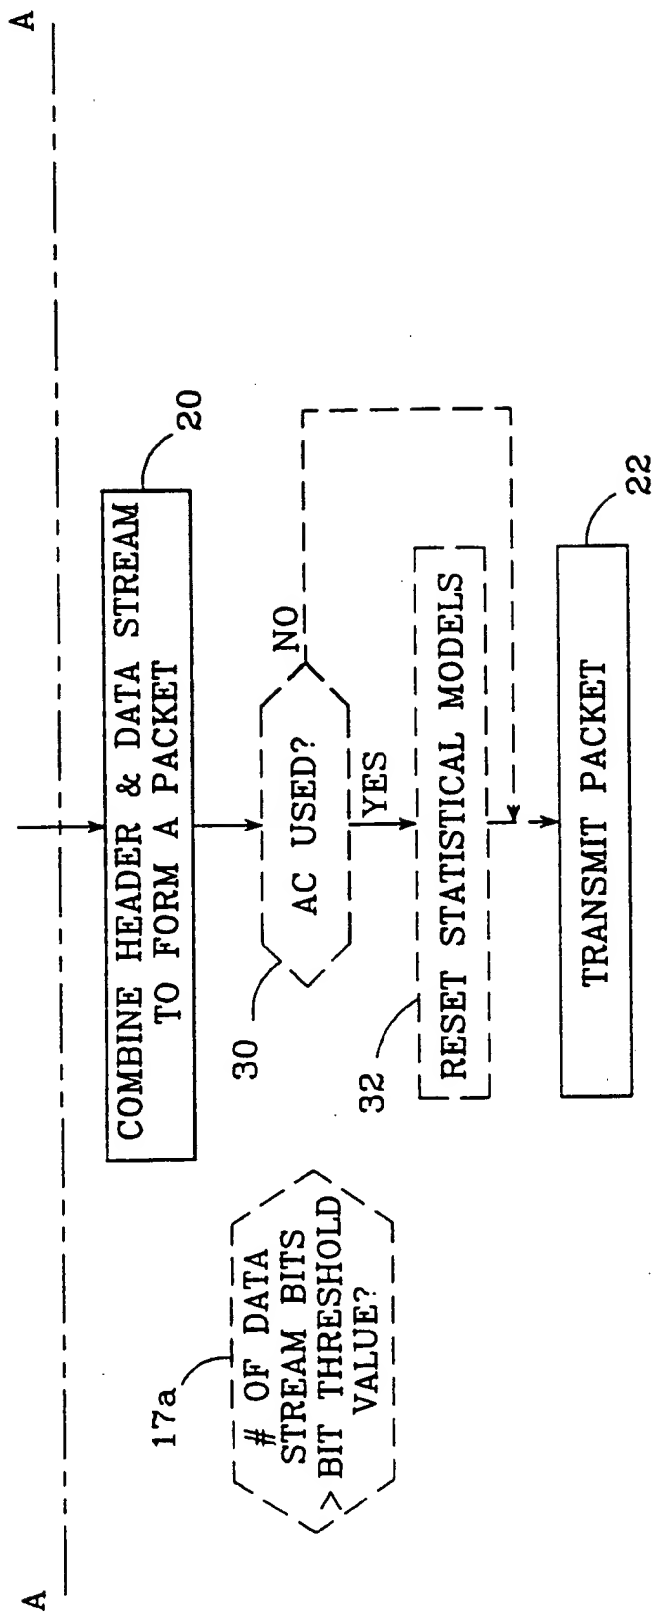 A
A
COMBINE HEADER & DATA STREAM
TO FORM A PACKET
20
17a
# OF DATA
STREAM BITS
> BIT THRESHOLD
VALUE?
30
AC USED?
NO
YES
32
RESET STATISTICAL MODELS
TRANSMIT PACKET
22